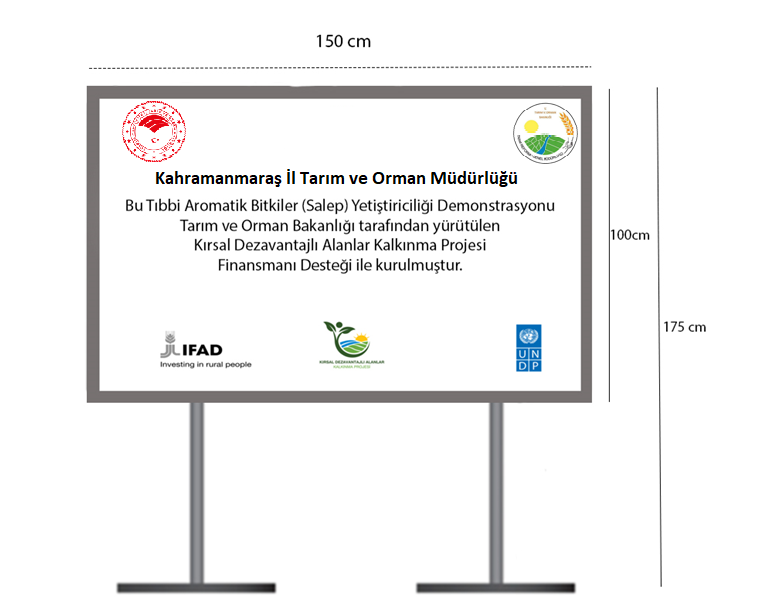 150 cm
Kahramanmaraş İl Tarım ve Orman Müdürlüğü
Bu Tıbbi Aromatik Bitkiler (Salep) Yetiştiriciliği Demonstrasyonu
Tarım ve Orman Bakanlığı tarafından yürütülen
Kırsal Dezavantajlı Alanlar Kalkınma Projesi
Finansmanı Desteği ile kurulmuştur.
100cm
175 cm
IFAD
Investing in rural people
KIRSAL DEZAVANTAJLI ALANLAR
KALKINMA PROJESİ
U N
D P